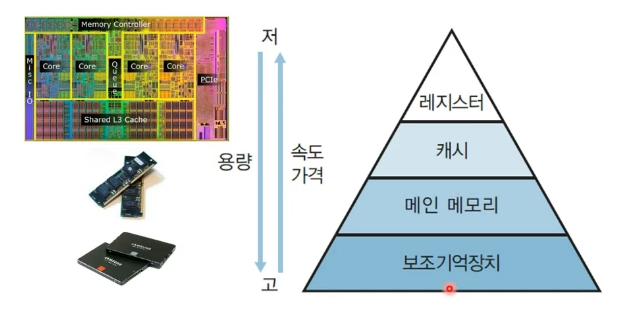 Memory Controller
Misc IO
Core
Core
Queue
Core
Core
PCIe
Shared L3 Cache
저
용량
속도
가격
고
레지스터
캐시
메인 메모리
보조기억장치